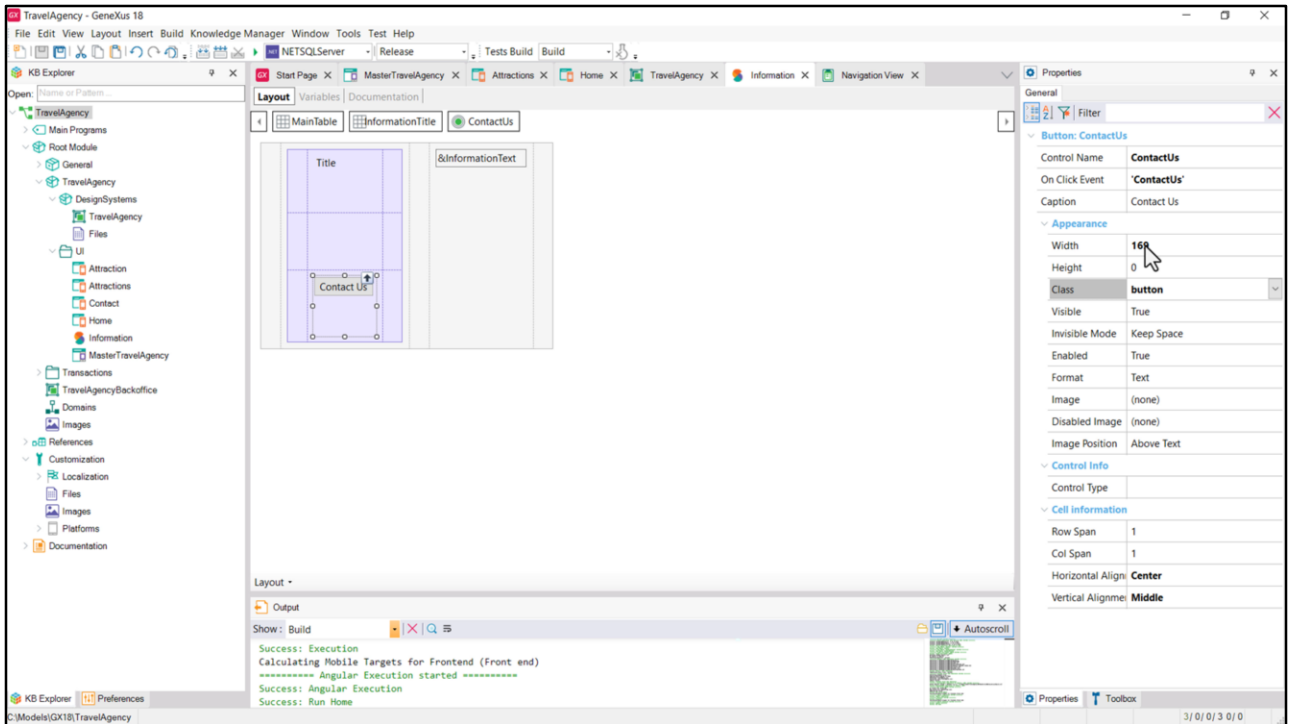 TravelAgency - GeneXus 18
File Edit View Layout Insert Build Knowledge Manager Window Tools Test Help
NETSQLServer Release Tests Build Build
KB Explorer
Open: Name or Pattern ...
TravelAgency
Main Programs
Root Module
General
TravelAgency
DesignSystems
TravelAgency
Files
UI
Attraction
Attractions
Contact
Home
Information
MasterTravelAgency
Transactions
TravelAgencyBackoffice
Domains
Images
References
Customization
Localization
Files
Images
Platforms
Documentation
KB Explorer Preferences
Start Page MasterTravelAgency Attractions Home TravelAgency Information Navigation View
Layout Variables Documentation
MainTable InformationTitle ContactUs
Title &InformationText
Contact Us
Layout
Output
Show: Build Autoscroll
Success: Execution
Calculating Mobile Targets for Frontend (Front end)
========== Angular Execution started ==========
Success: Angular Execution
Success: Run Home
Properties
General
Filter
Button: ContactUs
Control Name ContactUs
On Click Event 'ContactUs'
Caption Contact Us
Appearance
Width
Height 0
Class button
Visible True
Invisible Mode Keep Space
Enabled True
Format Text
Image (none)
Disabled Image (none)
Image Position Above Text
Control Info
Control Type
Cell information
Row Span 1
Col Span 1
Horizontal Align Center
Vertical Alignme Middle
Properties Toolbox
C:\Models\GX18\TravelAgency
3/0/0/3 0/0